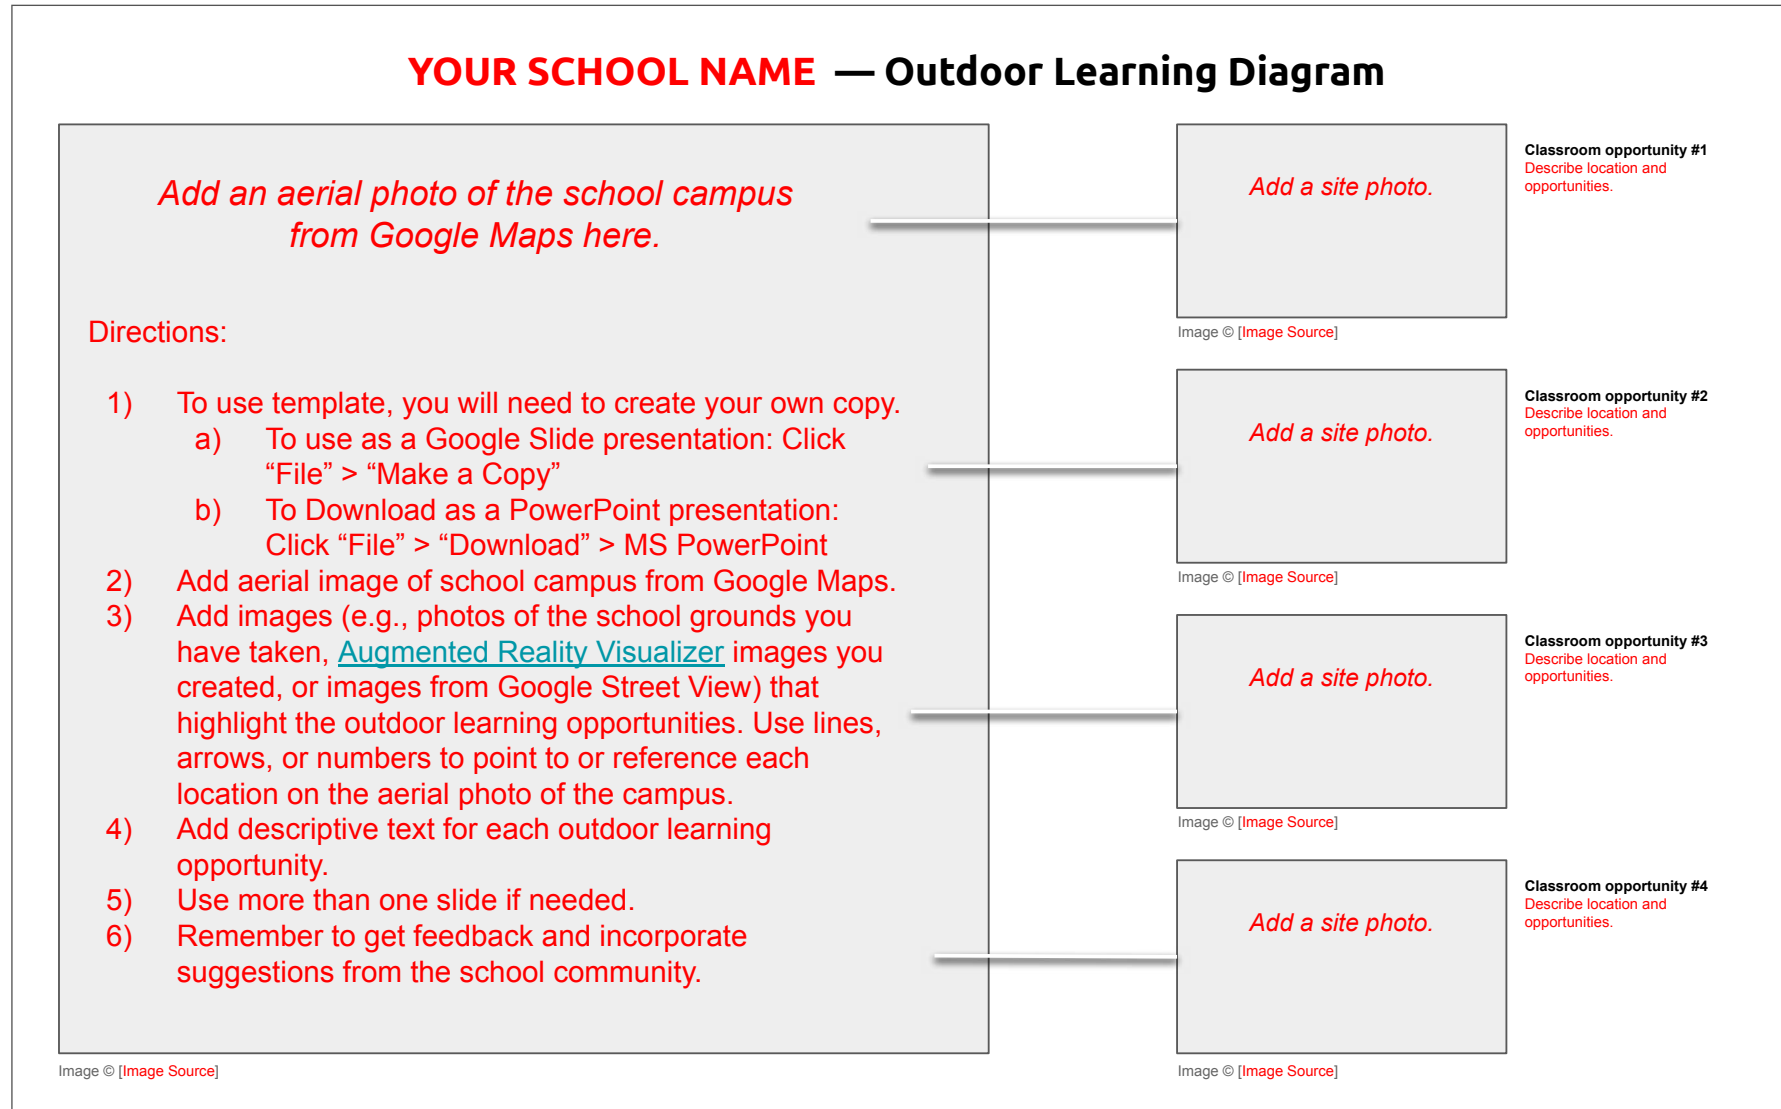 YOUR SCHOOL NAME — Outdoor Learning Diagram
Add an aerial photo of the school campus
from Google Maps here.
Directions:
1) To use template, you will need to create your own copy.
a) To use as a Google Slide presentation: Click
“File” > “Make a Copy”
b) To Download as a PowerPoint presentation:
Click “File” > “Download” > MS PowerPoint
2) Add aerial image of school campus from Google Maps.
3) Add images (e.g., photos of the school grounds you
have taken, Augmented Reality Visualizer images you
created, or images from Google Street View) that
highlight the outdoor learning opportunities. Use lines,
arrows, or numbers to point to or reference each
location on the aerial photo of the campus.
4) Add descriptive text for each outdoor learning
opportunity.
5) Use more than one slide if needed.
6) Remember to get feedback and incorporate
suggestions from the school community.
Image © [Image Source]
Add a site photo.
Image © [Image Source]
Classroom opportunity #1
Describe location and
opportunities.
Add a site photo.
Image © [Image Source]
Classroom opportunity #2
Describe location and
opportunities.
Add a site photo.
Image © [Image Source]
Classroom opportunity #3
Describe location and
opportunities.
Add a site photo.
Image © [Image Source]
Classroom opportunity #4
Describe location and
opportunities.